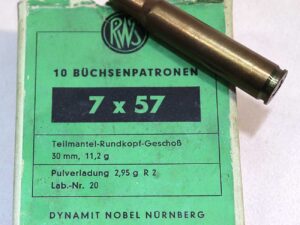 RWS
10 BÜCHSENPATRONEN
7 x 57
Teilmantel-Rundkopf-Geschoß
30 mm, 11,2 g
Pulverladung 2,95 g R 2
Lab.-Nr. 20
DYNAMIT NOBEL NÜRNBERG